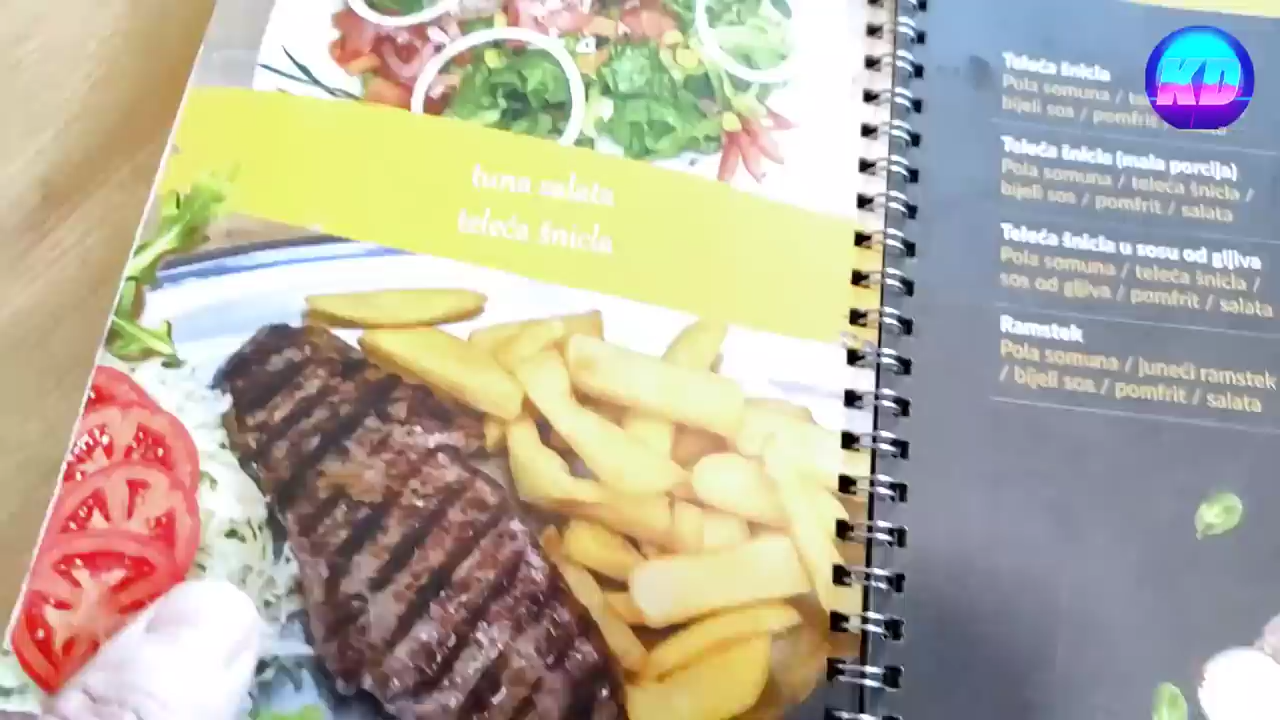 tuna salata
teleća šnicla
KD
Teleća šnicla
Pola somuna /
bijeli sos / pomfrit /
Teleća šnicla (mala porcija)
Pola somuna / teleća šnicla /
bijeli sos / pomfrit / salata
Teleća šnicla u sosu od gljiva
Pola somuna / teleća šnicla /
sos od gljiva / pomfrit / salata
Ramstek
Pola somuna / juneći ramstek
/ bijeli sos / pomfrit / salata